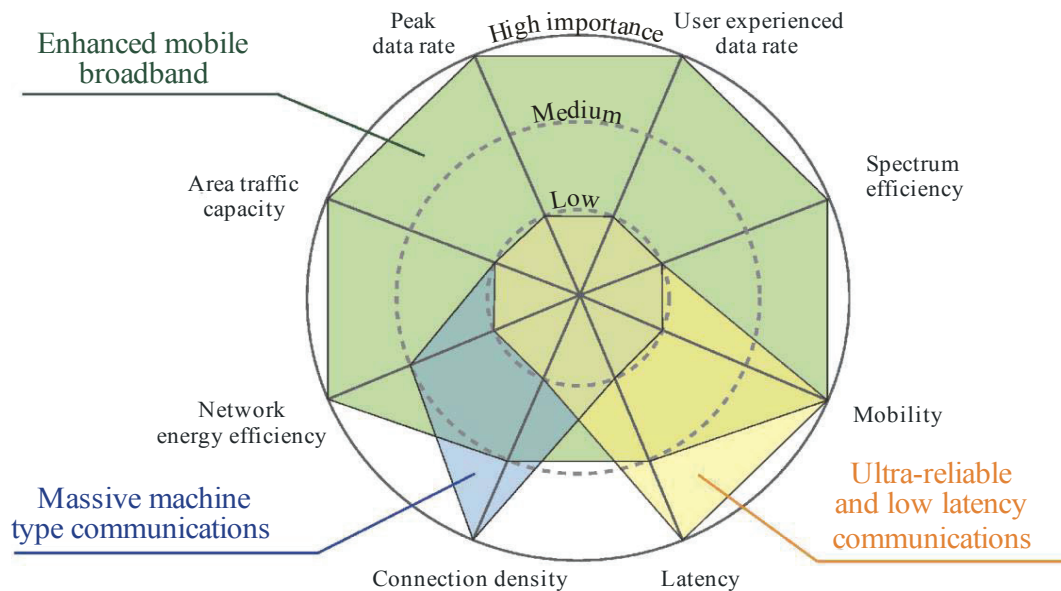 Peak
data rate
High importance
User experienced
data rate
Enhanced mobile
broadband
Medium
Area traffic
capacity
Spectrum
efficiency
Low
Network
energy efficiency
Mobility
Massive machine
type communications
Ultra-reliable
and low latency
communications
Connection density
Latency